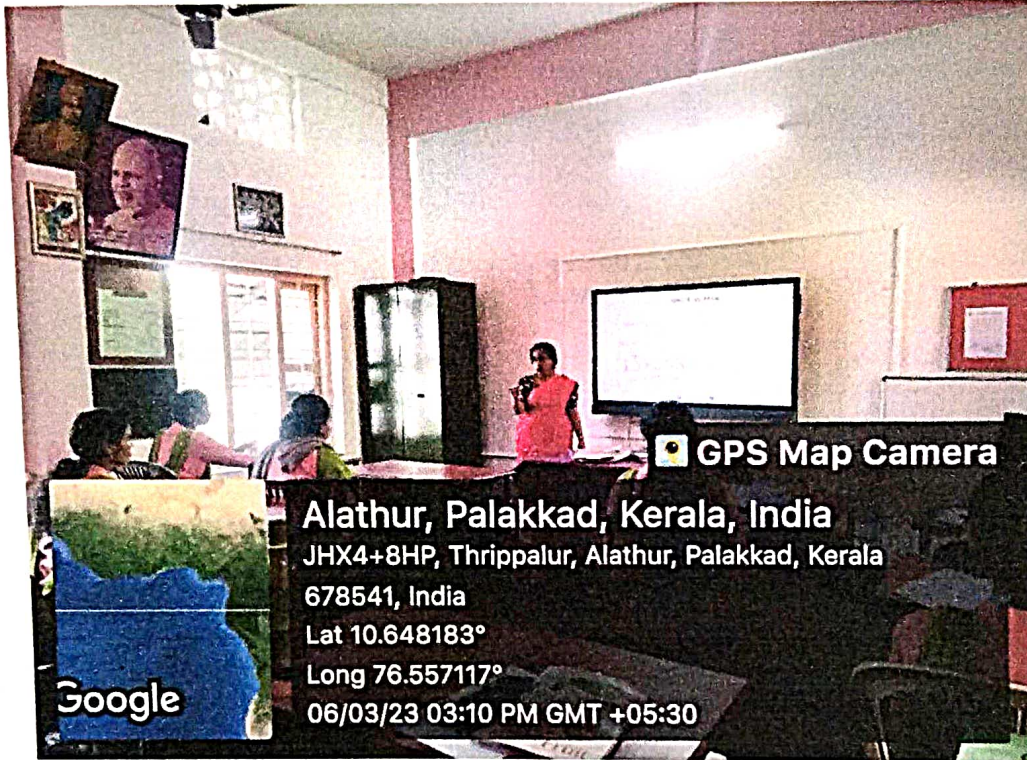 GPS Map Camera
Alathur, Palakkad, Kerala, India
JHX4+8HP, Thrippalur, Alathur, Palakkad, Kerala
678541, India
Lat 10.648183°
Long 76.557117°
06/03/23 03:10 PM GMT +05:30
Google